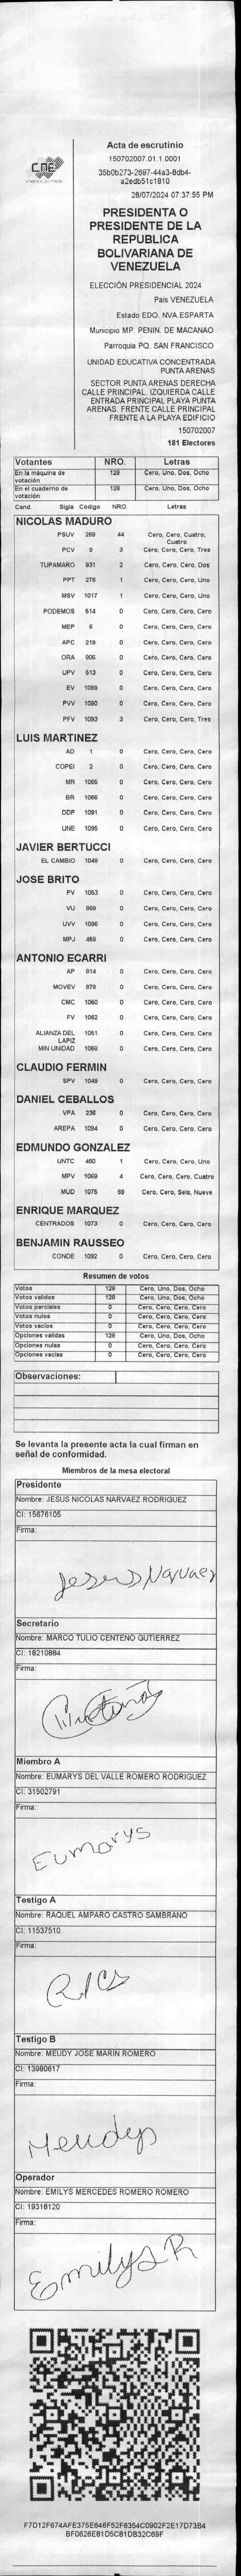 CNE
Acta de escrutinio
150702007.01.1.0001
35b0b273-2697-44a3-8db4-
a2edb51c1810
28/07/2024 07:37:55 PM
PRESIDENTA O
PRESIDENTE DE LA
REPUBLICA
BOLIVARIANA DE
VENEZUELA
ELECCIÓN PRESIDENCIAL 2024
País VENEZUELA
Estado EDO. NVA.ESPARTA
Municipio MP. PENIN. DE MACANAO
Parroquia PQ. SAN FRANCISCO
UNIDAD EDUCATIVA CONCENTRADA
PUNTA ARENAS
SECTOR PUNTA ARENAS DERECHA
CALLE PRINCIPAL. IZQUIERDA CALLE
ENTRADA PRINCIPAL PLAYA PUNTA
ARENAS. FRENTE CALLE PRINCIPAL
FRENTE A LA PLAYA EDIFICIO
150702007
181 Electores
Votantes NRO. Letras
En la máquina de votación 128 Cero, Uno, Dos, Ocho
En el cuaderno de votación 128 Cero, Uno, Dos, Ocho
Cand. Sigla Código NRO. Letras
NICOLAS MADURO
PSUV 269 44 Cero, Cero, Cuatro, Cuatro
PCV 9 3 Cero, Cero, Cero, Tres
TUPAMARO 931 2 Cero, Cero, Cero, Dos
PPT 276 1 Cero, Cero, Cero, Uno
MSV 1017 1 Cero, Cero, Cero, Uno
PODEMOS 514 0 Cero, Cero, Cero, Cero
MEP 6 0 Cero, Cero, Cero, Cero
APC 219 0 Cero, Cero, Cero, Cero
ORA 906 0 Cero, Cero, Cero, Cero
UPV 513 0 Cero, Cero, Cero, Cero
EV 1089 0 Cero, Cero, Cero, Cero
PVV 1090 0 Cero, Cero, Cero, Cero
PFV 1093 3 Cero, Cero, Cero, Tres
LUIS MARTINEZ
AD 1 0 Cero, Cero, Cero, Cero
COPEI 2 0 Cero, Cero, Cero, Cero
MR 1065 0 Cero, Cero, Cero, Cero
BR 1066 0 Cero, Cero, Cero, Cero
DDP 1091 0 Cero, Cero, Cero, Cero
UNE 1095 0 Cero, Cero, Cero, Cero
JAVIER BERTUCCI
EL CAMBIO 1048 0 Cero, Cero, Cero, Cero
JOSE BRITO
PV 1053 0 Cero, Cero, Cero, Cero
VU 868 0 Cero, Cero, Cero, Cero
UVV 1096 0 Cero, Cero, Cero, Cero
MPJ 459 0 Cero, Cero, Cero, Cero
ANTONIO ECARRI
AP 914 0 Cero, Cero, Cero, Cero
MOVEV 878 0 Cero, Cero, Cero, Cero
CMC 1050 0 Cero, Cero, Cero, Cero
FV 1062 0 Cero, Cero, Cero, Cero
ALIANZA DEL LAPIZ 1051 0 Cero, Cero, Cero, Cero
MIN UNIDAD 1068 0 Cero, Cero, Cero, Cero
CLAUDIO FERMIN
SPV 1049 0 Cero, Cero, Cero, Cero
DANIEL CEBALLOS
VPA 236 0 Cero, Cero, Cero, Cero
AREPA 1094 0 Cero, Cero, Cero, Cero
EDMUNDO GONZALEZ
UNTC 460 1 Cero, Cero, Cero, Uno
MPV 1069 4 Cero, Cero, Cero, Cuatro
MUD 1075 69 Cero, Cero, Seis, Nueve
ENRIQUE MARQUEZ
CENTRADOS 1073 0 Cero, Cero, Cero, Cero
BENJAMIN RAUSSEO
CONDE 1092 0 Cero, Cero, Cero, Cero
Resumen de votos
Votos 128 Cero, Uno, Dos, Ocho
Votos validos 128 Cero, Uno, Dos, Ocho
Votos parciales 0 Cero, Cero, Cero, Cero
Votos nulos 0 Cero, Cero, Cero, Cero
Votos vacios 0 Cero, Cero, Cero, Cero
Opciones validas 128 Cero, Uno, Dos, Ocho
Opciones nulas 0 Cero, Cero, Cero, Cero
Opciones vacias 0 Cero, Cero, Cero, Cero
Observaciones:
Se levanta la presente acta la cual firman en
señal de conformidad.
Miembros de la mesa electoral
Presidente
Nombre: JESUS NICOLAS NARVAEZ RODRIGUEZ
CI: 15676105
Firma:
Jesus Narvaez
Secretario
Nombre: MARCO TULIO CENTENO GUTIERREZ
CI: 18210884
Firma:
Miembro A
Nombre: EUMARYS DEL VALLE ROMERO RODRIGUEZ
CI: 31502791
Firma:
Eumarys
Testigo A
Nombre: RAQUEL AMPARO CASTRO SAMBRANO
CI: 11537510
Firma:
Testigo B
Nombre: MEUDY JOSE MARIN ROMERO
CI: 13980617
Firma:
Operador
Nombre: EMILYS MERCEDES ROMERO ROMERO
CI: 19318120
Firma:
Emilys R
F7D12F674AFE375E646F52F6354C0902F2E17D73B4
BF0626E81D5C81DB32C69F